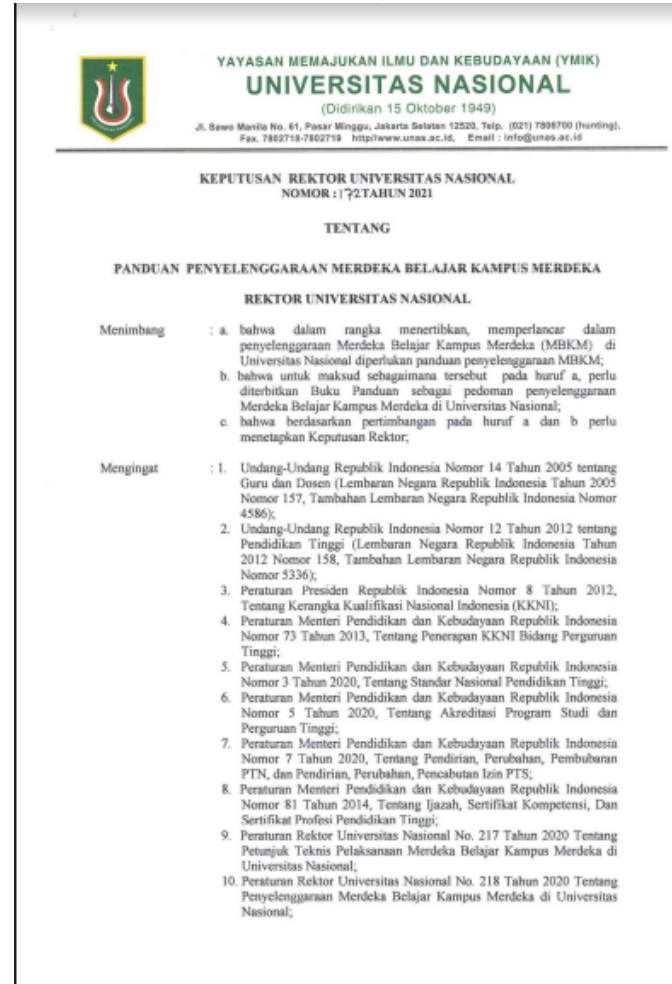 YAYASAN MEMAJUKAN ILMU DAN KEBUDAYAAN (YMIK)
UNIVERSITAS NASIONAL
(Didirikan 15 Oktober 1949)
Jl. Sawo Manila No. 61, Pasar Minggu, Jakarta Selatan 12520, Telp. (021) 7806700 (hunting),
Fax. 7802718-7802719 http//www.unas.ac.id, Email : info@unas.ac.id
KEPUTUSAN REKTOR UNIVERSITAS NASIONAL
NOMOR : 172 TAHUN 2021
TENTANG
PANDUAN PENYELENGGARAAN MERDEKA BELAJAR KAMPUS MERDEKA
REKTOR UNIVERSITAS NASIONAL
Menimbang : a. bahwa dalam rangka menertibkan, memperlancar dalam
penyelenggaraan Merdeka Belajar Kampus Merdeka (MBKM) di
Universitas Nasional diperlukan panduan penyelenggaraan MBKM;
b. bahwa untuk maksud sebagaimana tersebut pada huruf a, perlu
diterbitkan Buku Panduan sebagai pedoman penyelenggaraan
Merdeka Belajar Kampus Merdeka di Universitas Nasional;
c. bahwa berdasarkan pertimbangan pada huruf a dan b perlu
menetapkan Keputusan Rektor;
Mengingat : 1. Undang-Undang Republik Indonesia Nomor 14 Tahun 2005 tentang
Guru dan Dosen (Lembaran Negara Republik Indonesia Tahun 2005
Nomor 157, Tambahan Lembaran Negara Republik Indonesia Nomor
4586);
2. Undang-Undang Republik Indonesia Nomor 12 Tahun 2012 tentang
Pendidikan Tinggi (Lembaran Negara Republik Indonesia Tahun
2012 Nomor 158, Tambahan Lembaran Negara Republik Indonesia
Nomor 5336);
3. Peraturan Presiden Republik Indonesia Nomor 8 Tahun 2012,
Tentang Kerangka Kualifikasi Nasional Indonesia (KKNI);
4. Peraturan Menteri Pendidikan dan Kebudayaan Republik Indonesia
Nomor 73 Tahun 2013, Tentang Penerapan KKNI Bidang Perguruan
Tinggi;
5. Peraturan Menteri Pendidikan dan Kebudayaan Republik Indonesia
Nomor 3 Tahun 2020, Tentang Standar Nasional Pendidikan Tinggi;
6. Peraturan Menteri Pendidikan dan Kebudayaan Republik Indonesia
Nomor 5 Tahun 2020, Tentang Akreditasi Program Studi dan
Perguruan Tinggi;
7. Peraturan Menteri Pendidikan dan Kebudayaan Republik Indonesia
Nomor 7 Tahun 2020, Tentang Pendirian, Perubahan, Pembubaran
PTN, dan Pendirian, Perubahan, Pencabutan Izin PTS;
8. Peraturan Menteri Pendidikan dan Kebudayaan Republik Indonesia
Nomor 81 Tahun 2014, Tentang Ijazah, Sertifikat Kompetensi, Dan
Sertifikat Profesi Pendidikan Tinggi;
9. Peraturan Rektor Universitas Nasional No. 217 Tahun 2020 Tentang
Petunjuk Teknis Pelaksanaan Merdeka Belajar Kampus Merdeka di
Universitas Nasional;
10. Peraturan Rektor Universitas Nasional No. 218 Tahun 2020 Tentang
Penyelenggaraan Merdeka Belajar Kampus Merdeka di Universitas
Nasional;